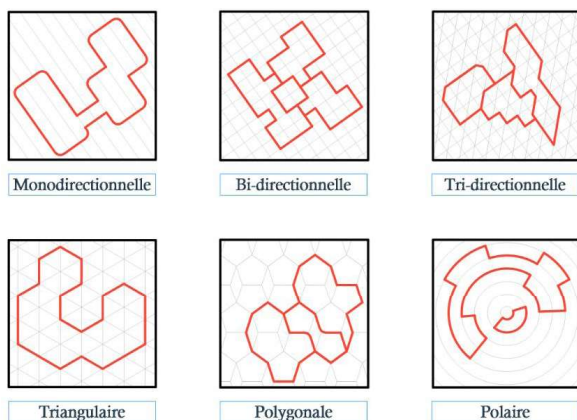 Monodirectionnelle
Bi-directionnelle
Tri-directionnelle
Triangulaire
Polygonale
Polaire